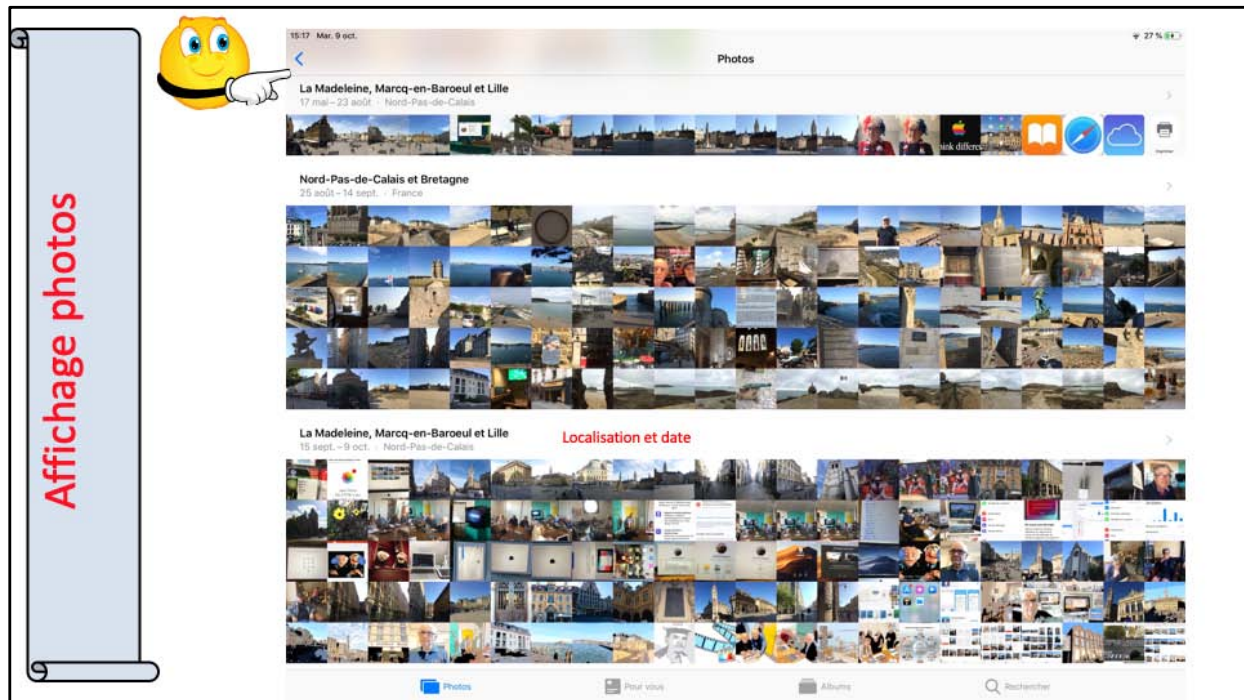 Affichage photos
15:17 Mar. 9 oct.
27 %
Photos
La Madeleine, Marcq-en-Baroeul et Lille
17 mai – 23 août · Nord-Pas-de-Calais
think different
Imprimer
Nord-Pas-de-Calais et Bretagne
25 août – 14 sept. · France
La Madeleine, Marcq-en-Baroeul et Lille
Localisation et date
15 sept. – 9 oct. · Nord-Pas-de-Calais
Photos
Pour vous
Albums
Rechercher